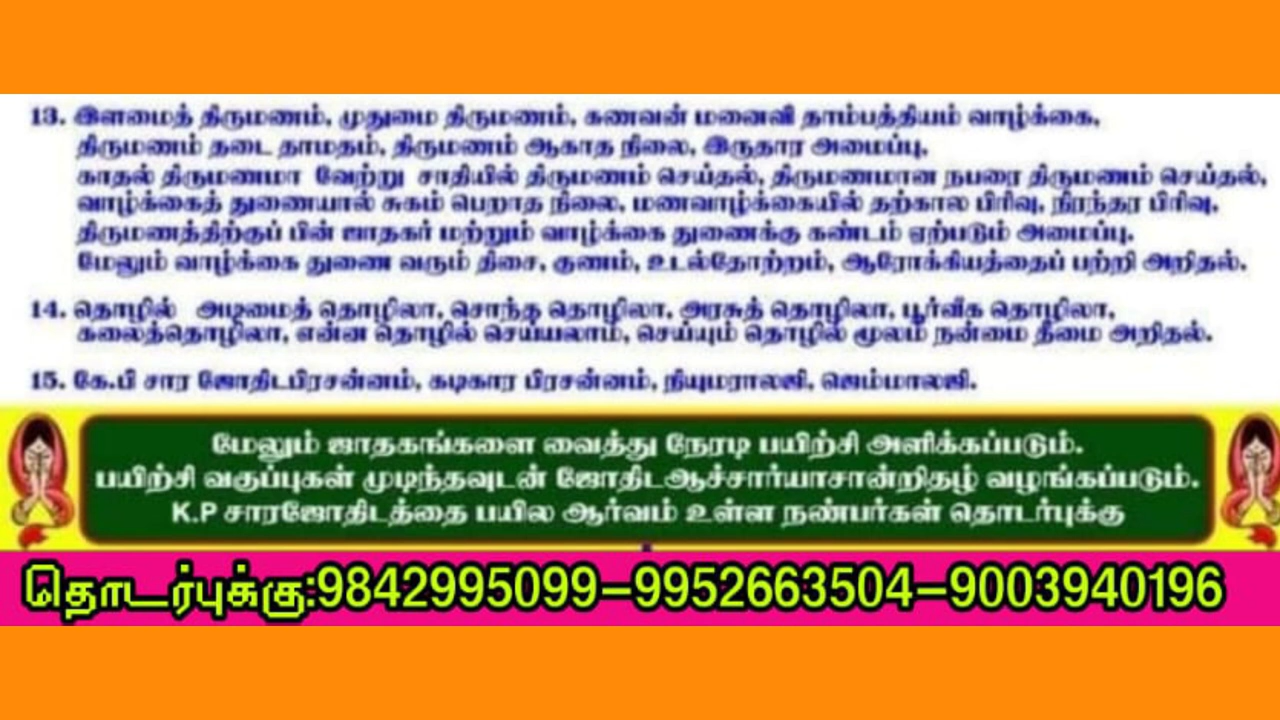 13. இளமைத் திருமணம், முதுமை திருமணம், கணவன் மனைவி தாம்பத்தியம் வாழ்க்கை,
திருமணம் தடை தாமதம், திருமணம் ஆகாத நிலை, இருதார அமைப்பு,
காதல் திருமணமா வேற்று சாதியில் திருமணம் செய்தல், திருமணமான நபரை திருமணம் செய்தல்,
வாழ்க்கைத் துணையால் சுகம் பெறாத நிலை, மணவாழ்க்கையில் தற்கால பிரிவு, நிரந்தர பிரிவு,
திருமணத்திற்குப் பின் ஜாதகர் மற்றும் வாழ்க்கை துணைக்கு கண்டம் ஏற்படும் அமைப்பு.
மேலும் வாழ்க்கை துணை வரும் திசை, குணம், உடல்தோற்றம், ஆரோக்கியத்தைப் பற்றி அறிதல்.
14. தொழில் அடிமைத் தொழிலா, சொந்த தொழிலா, அரசுத் தொழிலா, பூர்வீக தொழிலா,
கலைத்தொழிலா, என்ன தொழில் செய்யலாம், செய்யும் தொழில் மூலம் நன்மை தீமை அறிதல்.
15. கே.பி சார ஜோதிடபிரசன்னம், கடிகார பிரசன்னம், நியுமராலஜி, ஜெம்மாலஜி.
மேலும் ஜாதகங்களை வைத்து நேரடி பயிற்சி அளிக்கப்படும்.
பயிற்சி வகுப்புகள் முடிந்தவுடன் ஜோதிடஆச்சார்யாசான்றிதழ் வழங்கப்படும்.
K.P சாரஜோதிடத்தை பயில ஆர்வம் உள்ள நண்பர்கள் தொடர்புக்கு
தொடர்புக்கு:9842995099–9952663504–9003940196